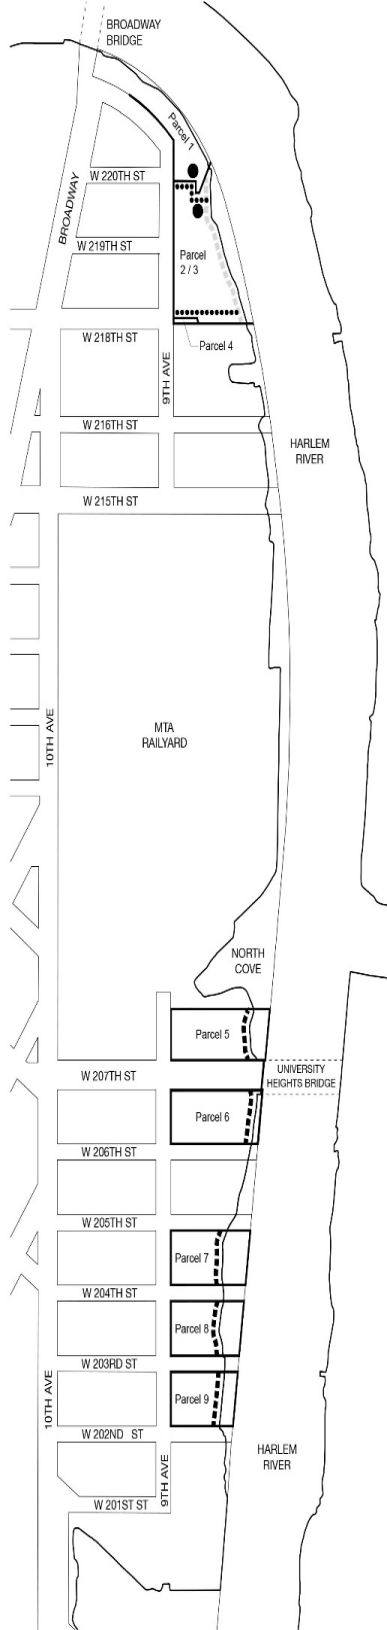 BROADWAY
BRIDGE
Parcel 1
W 220TH ST
BROADWAY
W 219TH ST
Parcel
2 / 3
W 218TH ST
Parcel 4
9TH AVE
W 216TH ST
HARLEM
RIVER
W 215TH ST
10TH AVE
MTA
RAILYARD
NORTH
COVE
Parcel 5
W 207TH ST
UNIVERSITY
HEIGHTS BRIDGE
Parcel 6
W 206TH ST
W 205TH ST
Parcel 7
W 204TH ST
Parcel 8
W 203RD ST
10TH AVE
Parcel 9
W 202ND ST
HARLEM
RIVER
9TH AVE
W 201ST ST